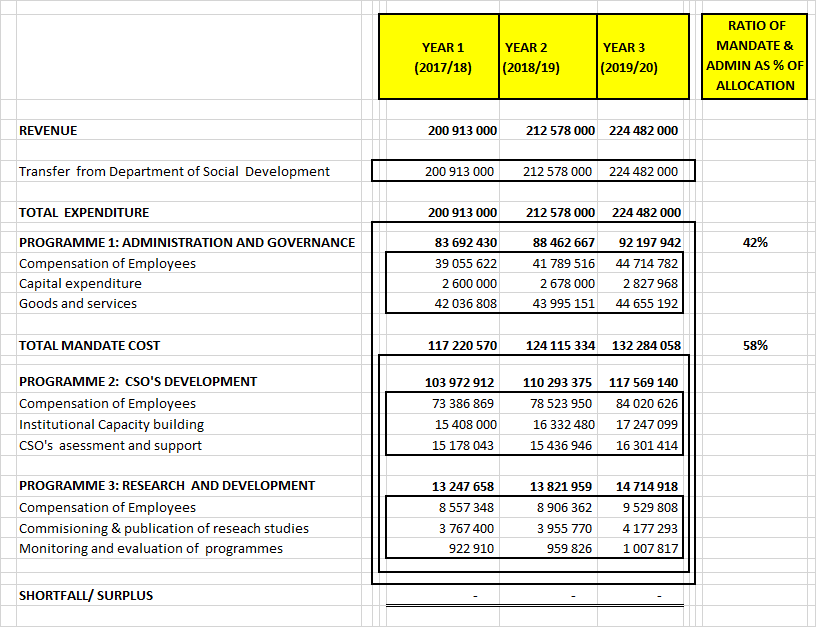 YEAR 1 YEAR 2 YEAR 3 RATIO OF
(2017/18) (2018/19) (2019/20) MANDATE &
ADMIN AS % OF
ALLOCATION
REVENUE 200 913 000 212 578 000 224 482 000
Transfer from Department of Social Development 200 913 000 212 578 000 224 482 000
TOTAL EXPENDITURE 200 913 000 212 578 000 224 482 000
PROGRAMME 1: ADMINISTRATION AND GOVERNANCE 83 692 430 88 462 667 92 197 942 42%
Compensation of Employees 39 055 622 41 789 516 44 714 782
Capital expenditure 2 600 000 2 678 000 2 827 968
Goods and services 42 036 808 43 995 151 44 655 192
TOTAL MANDATE COST 117 220 570 124 115 334 132 284 058 58%
PROGRAMME 2: CSO'S DEVELOPMENT 103 972 912 110 293 375 117 569 140
Compensation of Employees 73 386 869 78 523 950 84 020 626
Institutional Capacity building 15 408 000 16 332 480 17 247 099
CSO's asessment and support 15 178 043 15 436 946 16 301 414
PROGRAMME 3: RESEARCH AND DEVELOPMENT 13 247 658 13 821 959 14 714 918
Compensation of Employees 8 557 348 8 906 362 9 529 808
Commisioning & publication of reseach studies 3 767 400 3 955 770 4 177 293
Monitoring and evaluation of programmes 922 910 959 826 1 007 817
SHORTFALL/ SURPLUS - - -